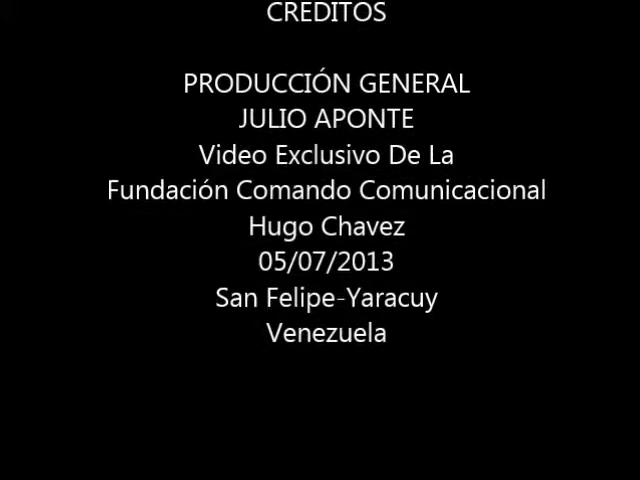 CREDITOS
PRODUCCIÓN GENERAL
JULIO APONTE
Video Exclusivo De La
Fundación Comando Comunicacional
Hugo Chavez
05/07/2013
San Felipe-Yaracuy
Venezuela